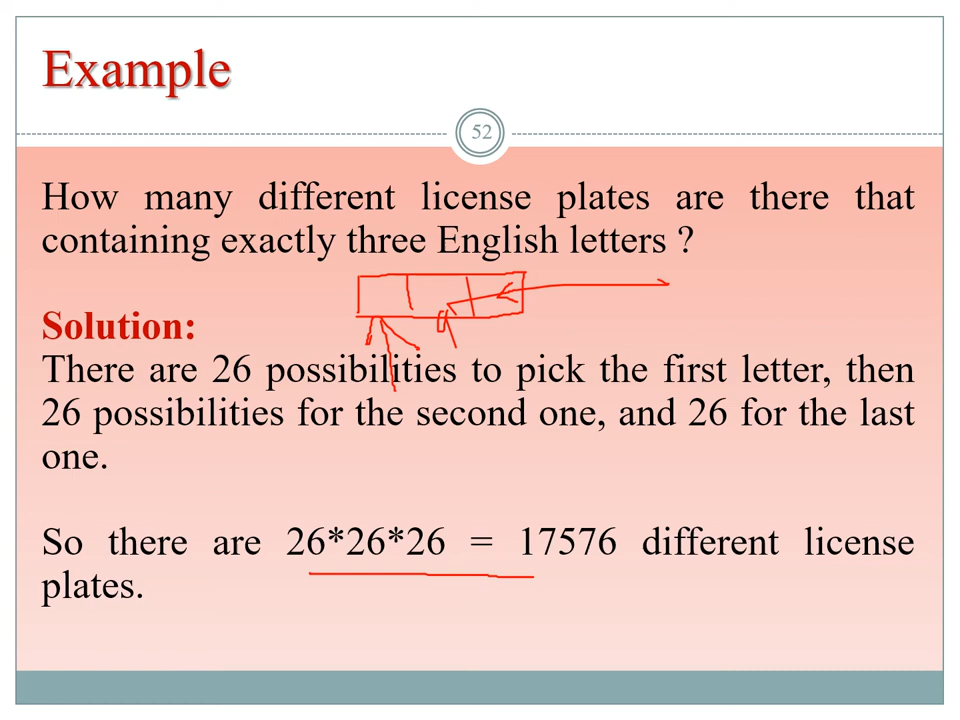 Example
52
How many different license plates are there that
containing exactly three English letters ?
Solution:
There are 26 possibilities to pick the first letter, then
26 possibilities for the second one, and 26 for the last
one.
So there are 26*26*26 = 17576 different license
plates.